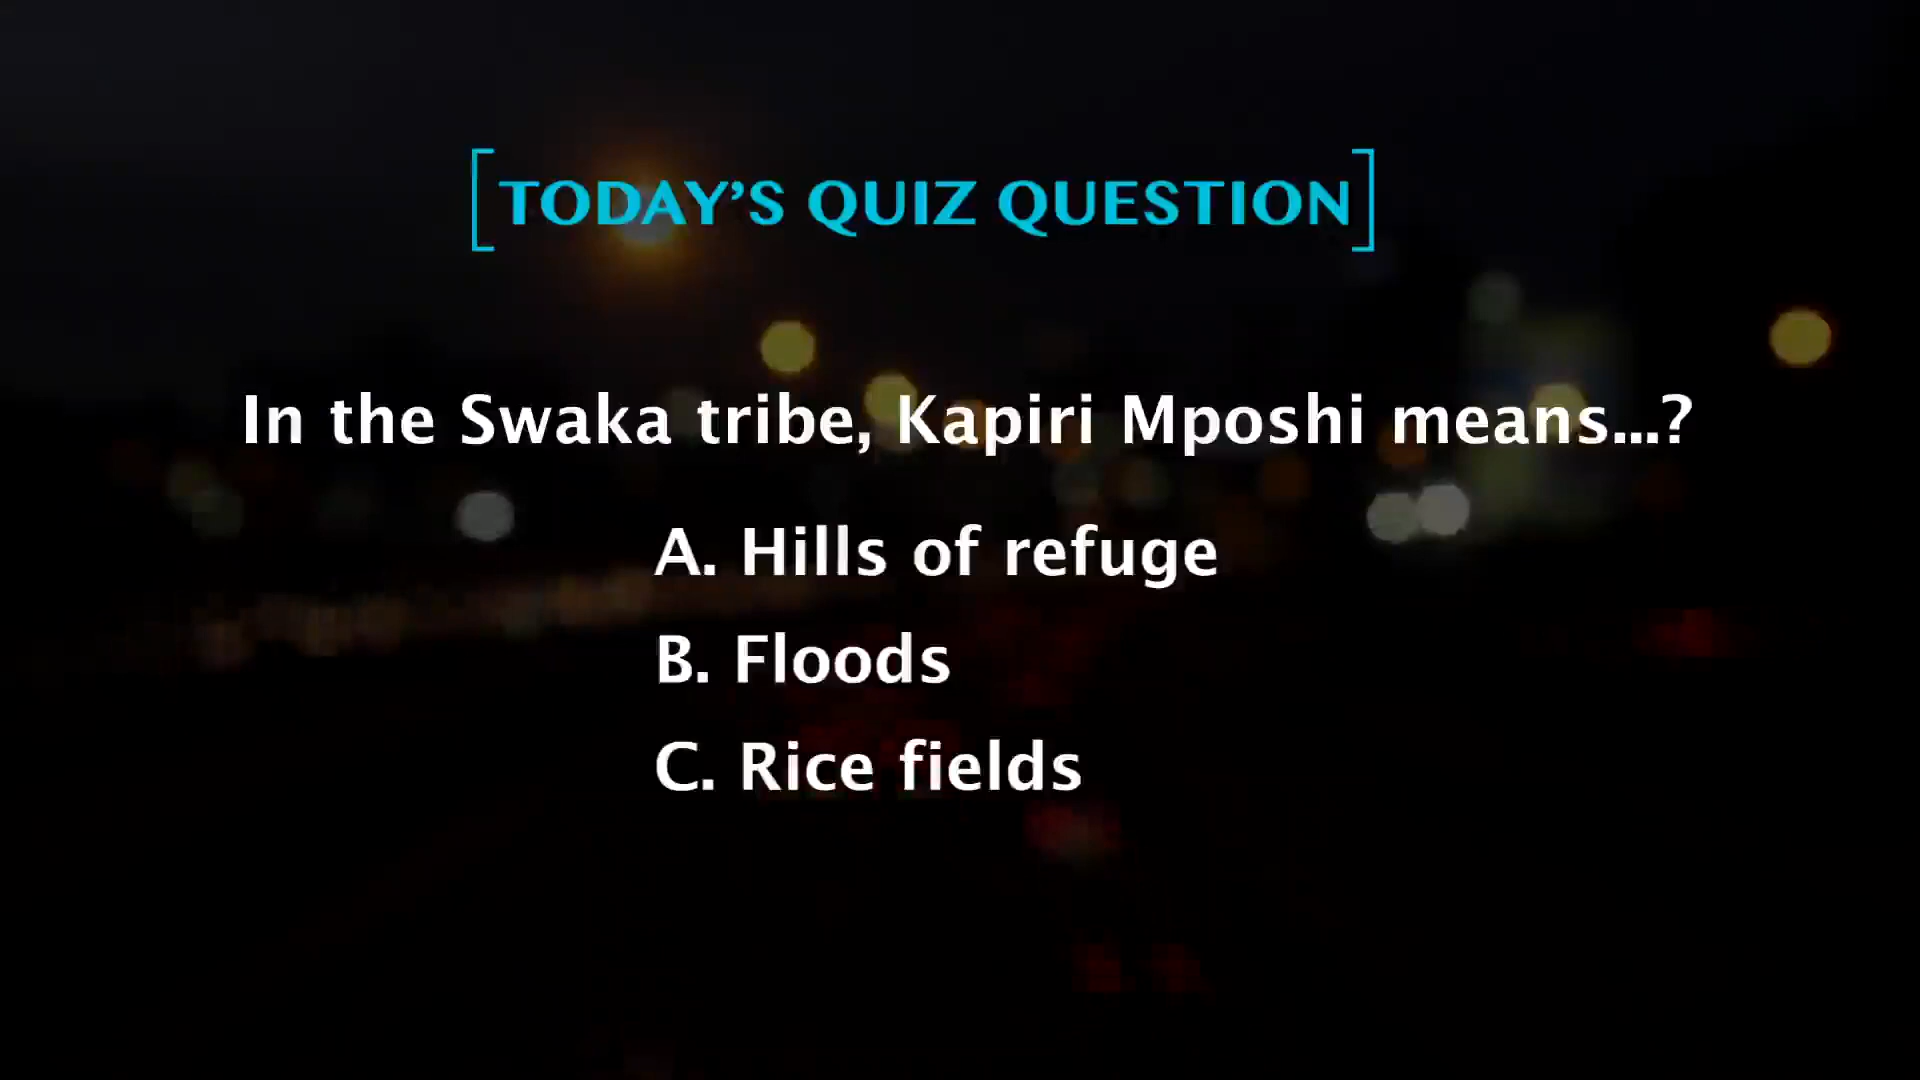 [TODAY’S QUIZ QUESTION]
In the Swaka tribe, Kapiri Mposhi means...?
A. Hills of refuge
B. Floods
C. Rice fields